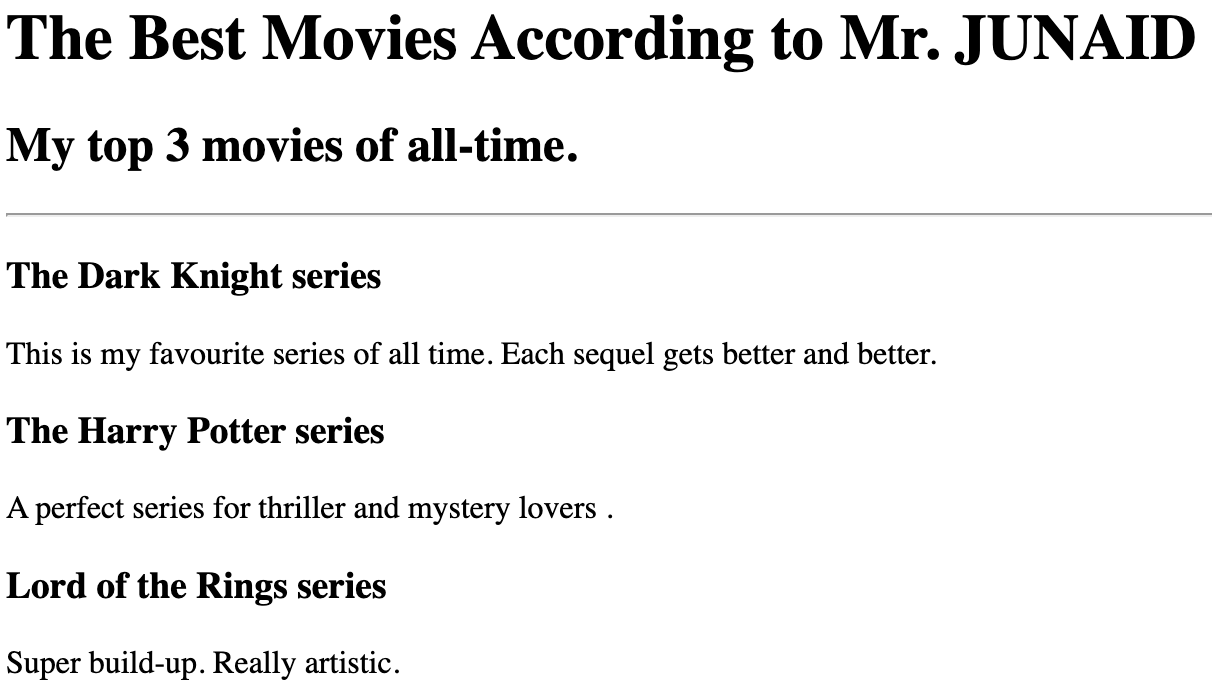 The Best Movies According to Mr. JUNAID
My top 3 movies of all-time.
The Dark Knight series
This is my favourite series of all time. Each sequel gets better and better.
The Harry Potter series
A perfect series for thriller and mystery lovers .
Lord of the Rings series
Super build-up. Really artistic.